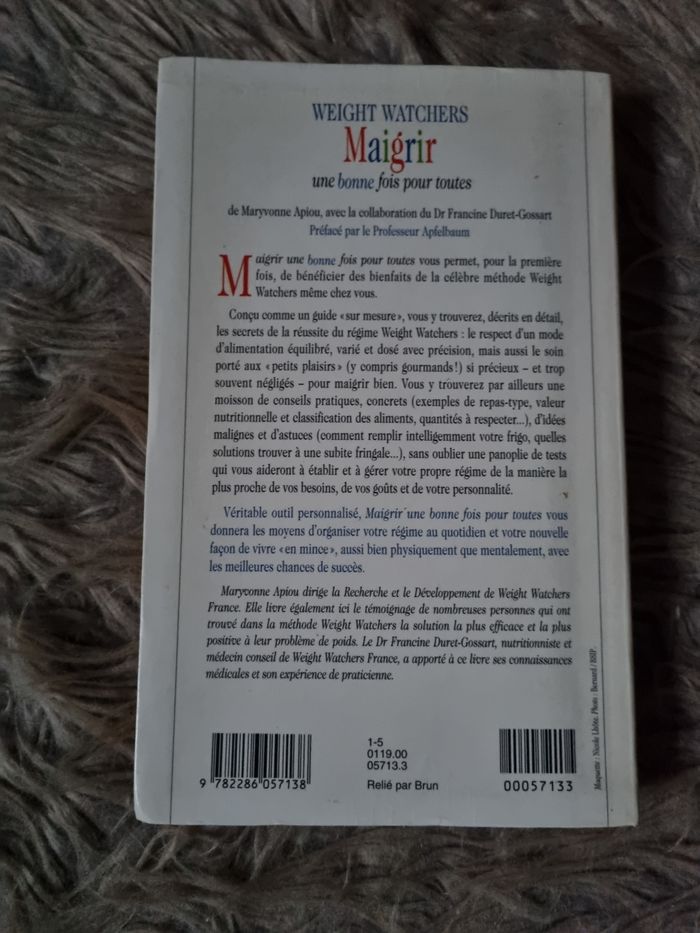 WEIGHT WATCHERS
Maigrir
une bonne fois pour toutes
de Maryvonne Apiou, avec la collaboration du Dr Francine Duret-Gossart
Préfacé par le Professeur Apfelbaum
Maigrir une bonne fois pour toutes vous permet, pour la première
fois, de bénéficier des bienfaits de la célèbre méthode Weight
Watchers même chez vous.
Conçu comme un guide «sur mesure», vous y trouverez, décrits en détail,
les secrets de la réussite du régime Weight Watchers : le respect d'un mode
d'alimentation équilibré, varié et dosé avec précision, mais aussi le soin
porté aux «petits plaisirs» (y compris gourmands!) si précieux – et trop
souvent négligés – pour maigrir bien. Vous y trouverez par ailleurs une
moisson de conseils pratiques, concrets (exemples de repas-type, valeur
nutritionnelle et classification des aliments, quantités à respecter...), d'idées
malignes et d'astuces (comment remplir intelligemment votre frigo, quelles
solutions trouver à une subite fringale...), sans oublier une panoplie de tests
qui vous aideront à établir et à gérer votre propre régime de la manière la
plus proche de vos besoins, de vos goûts et de votre personnalité.
Véritable outil personnalisé, Maigrir une bonne fois pour toutes vous
donnera les moyens d'organiser votre régime au quotidien et votre nouvelle
façon de vivre «en mince», aussi bien physiquement que mentalement, avec
les meilleures chances de succès.
Maryvonne Apiou dirige la Recherche et le Développement de Weight Watchers
France. Elle livre également ici le témoignage de nombreuses personnes qui ont
trouvé dans la méthode Weight Watchers la solution la plus efficace et la plus
positive à leur problème de poids. Le Dr Francine Duret-Gossart, nutritionniste et
médecin conseil de Weight Watchers France, a apporté à ce livre ses connaissances
médicales et son expérience de praticienne.
Maquette : Nicole Lhôte. Photo : Bernard / BSIP.
1-5
0119.00
05713.3
9 782286 057138
Relié par Brun
00057133